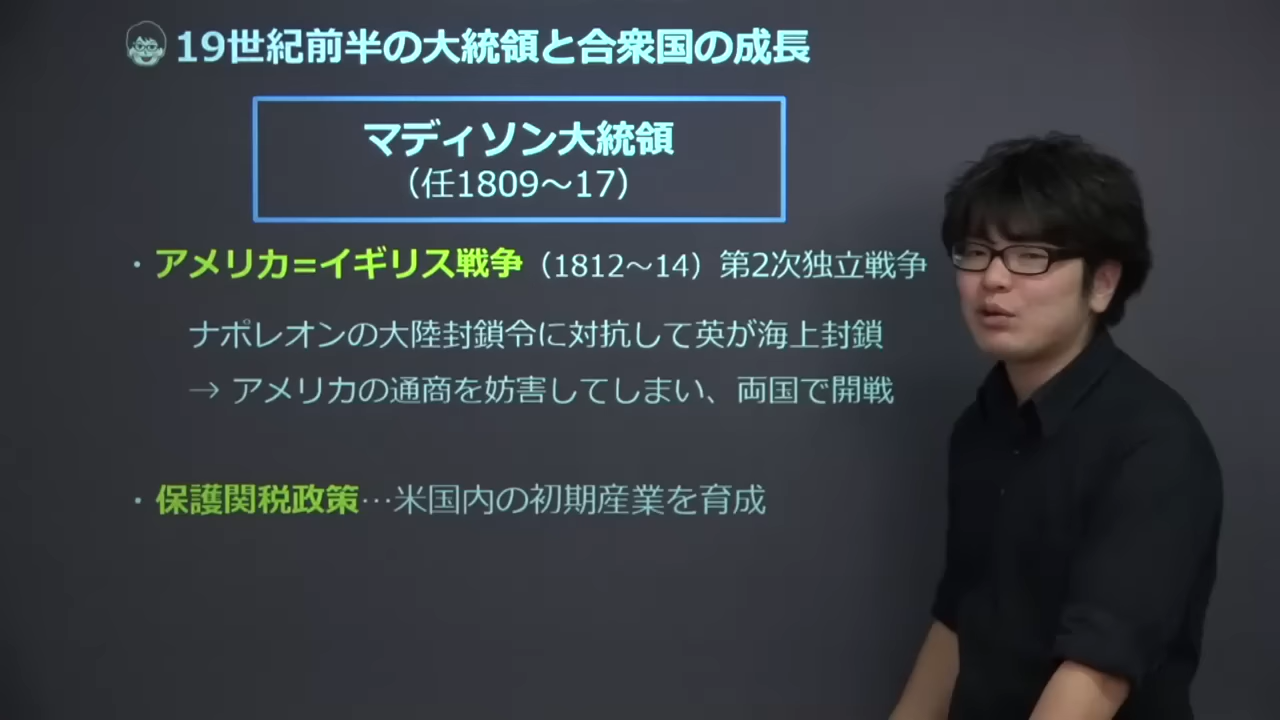 19世紀前半の大統領と合衆国の成長
マディソン大統領
（任1809～17）
・アメリカ=イギリス戦争（1812～14）第2次独立戦争
ナポレオンの大陸封鎖令に対抗して英が海上封鎖
→ アメリカの通商を妨害してしまい、両国で開戦
・保護関税政策…米国内の初期産業を育成